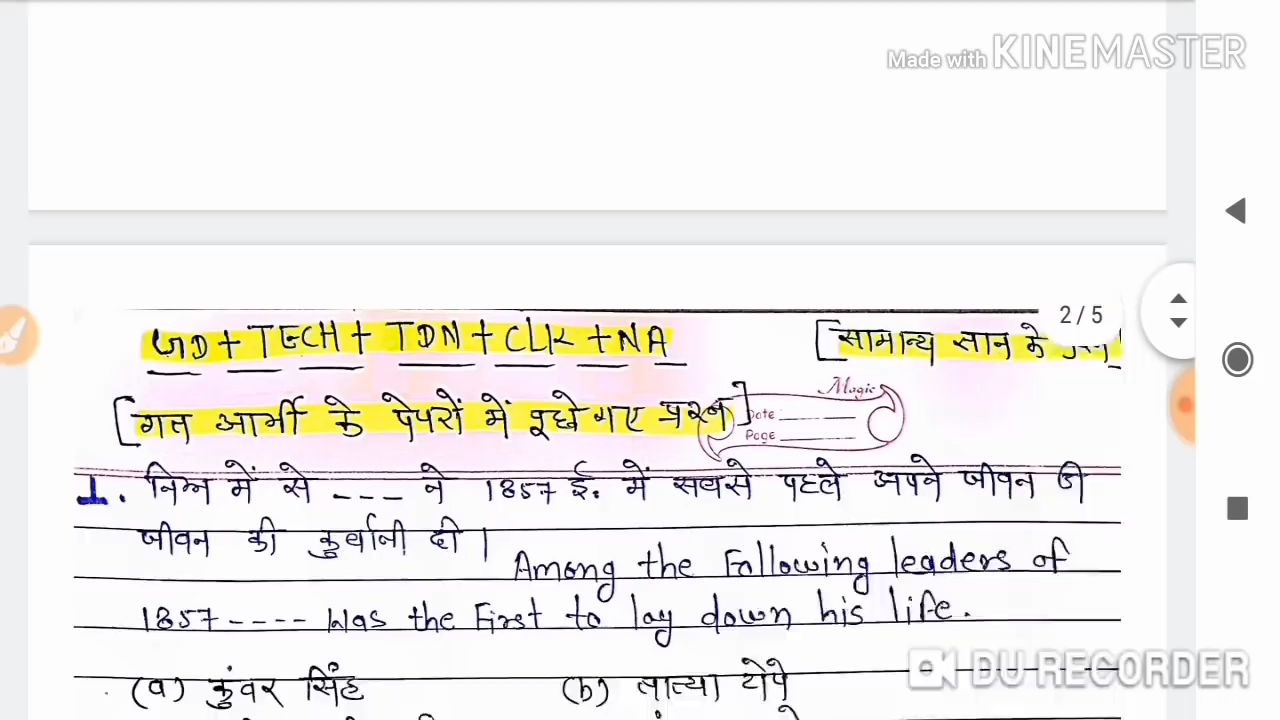 Made with KINEMASTER
2/5
GD + TECH + TDN + CLK + NA
[सामान्य ज्ञान के
[गत आर्मी के पेपरों में पूछे गए प्रश्न]
Magic
Date
Page
1. निम्न में से ---- ने 1857 ई. में सबसे पहले अपने जीवन की
जीवन की कुर्बानी दी।
Among the Following leaders of
1857 ---- Was the First to lay down his life.
(a) कुंवर सिंह (b) तात्या टोपे
DU RECORDER